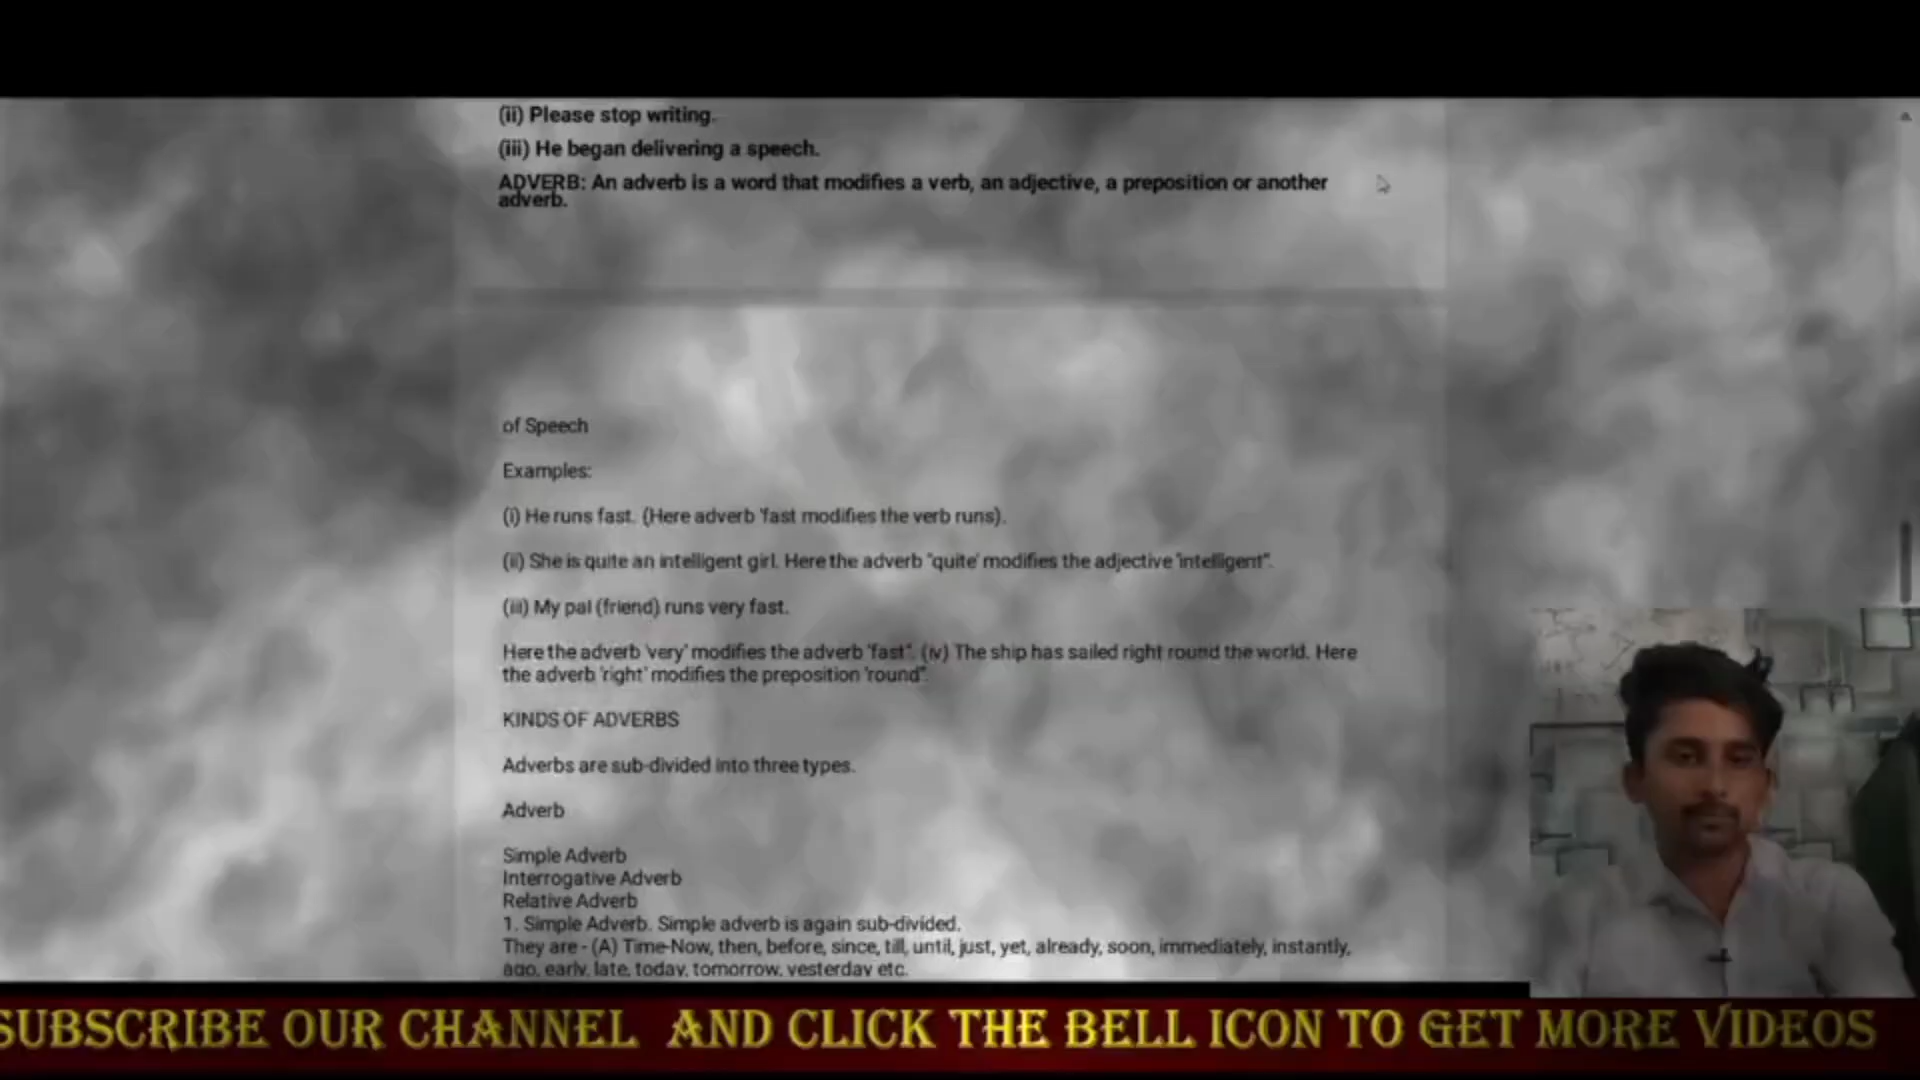 (ii) Please stop writing.
(iii) He began delivering a speech.
ADVERB: An adverb is a word that modifies a verb, an adjective, a preposition or another
adverb.
of Speech
Examples:
(i) He runs fast. (Here adverb 'fast modifies the verb runs).
(ii) She is quite an intelligent girl. Here the adverb "quite' modifies the adjective 'intelligent".
(iii) My pal (friend) runs very fast.
Here the adverb 'very' modifies the adverb 'fast". (iv) The ship has sailed right round the world. Here
the adverb 'right' modifies the preposition 'round".
KINDS OF ADVERBS
Adverbs are sub-divided into three types.
Adverb
Simple Adverb
Interrogative Adverb
Relative Adverb
1. Simple Adverb. Simple adverb is again sub-divided.
They are - (A) Time-Now, then, before, since, till, until, just, yet, already, soon, immediately, instantly,
ago, early, late, today, tomorrow, yesterday etc.
SUBSCRIBE OUR CHANNEL AND CLICK THE BELL ICON TO GET MORE VIDEOS